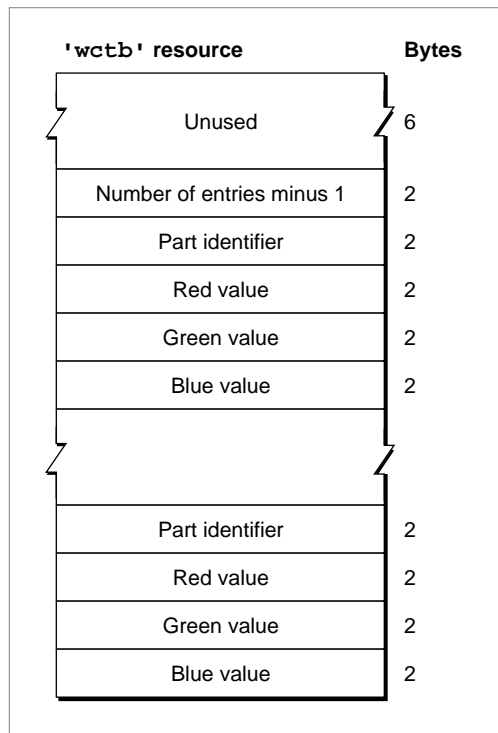 'wctb' resource Bytes
Unused 6
Number of entries minus 1 2
Part identifier 2
Red value 2
Green value 2
Blue value 2
Part identifier 2
Red value 2
Green value 2
Blue value 2